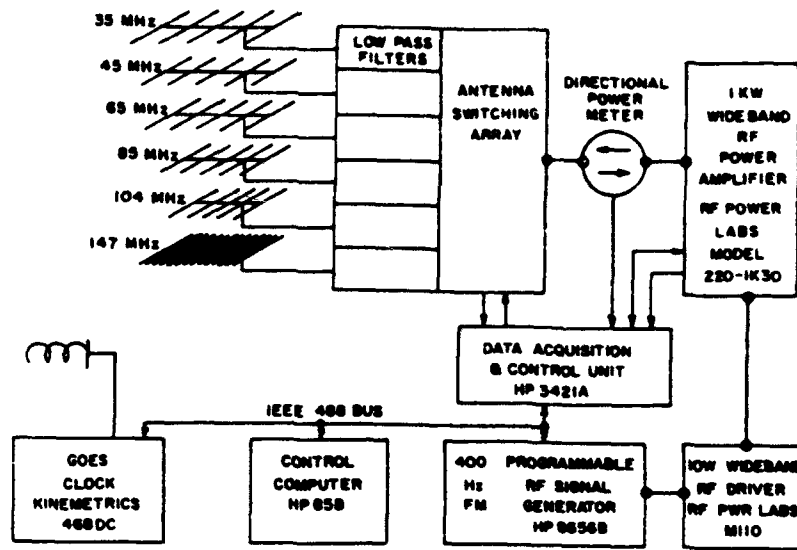 35 MHz
45 MHz
65 MHz
85 MHz
104 MHz
147 MHz
LOW PASS
FILTERS
ANTENNA
SWITCHING
ARRAY
DIRECTIONAL
POWER
METER
1 KW
WIDEBAND
RF
POWER
AMPLIFIER
RF POWER
LABS
MODEL
220-1K30
DATA ACQUISITION
& CONTROL UNIT
HP 3421A
IEEE 488 BUS
GOES
CLOCK
KINEMETRICS
468DC
CONTROL
COMPUTER
HP 85B
400
Hz
FM
PROGRAMMABLE
RF SIGNAL
GENERATOR
HP 8656B
10W WIDEBAND
RF DRIVER
RF PWR LABS
M110